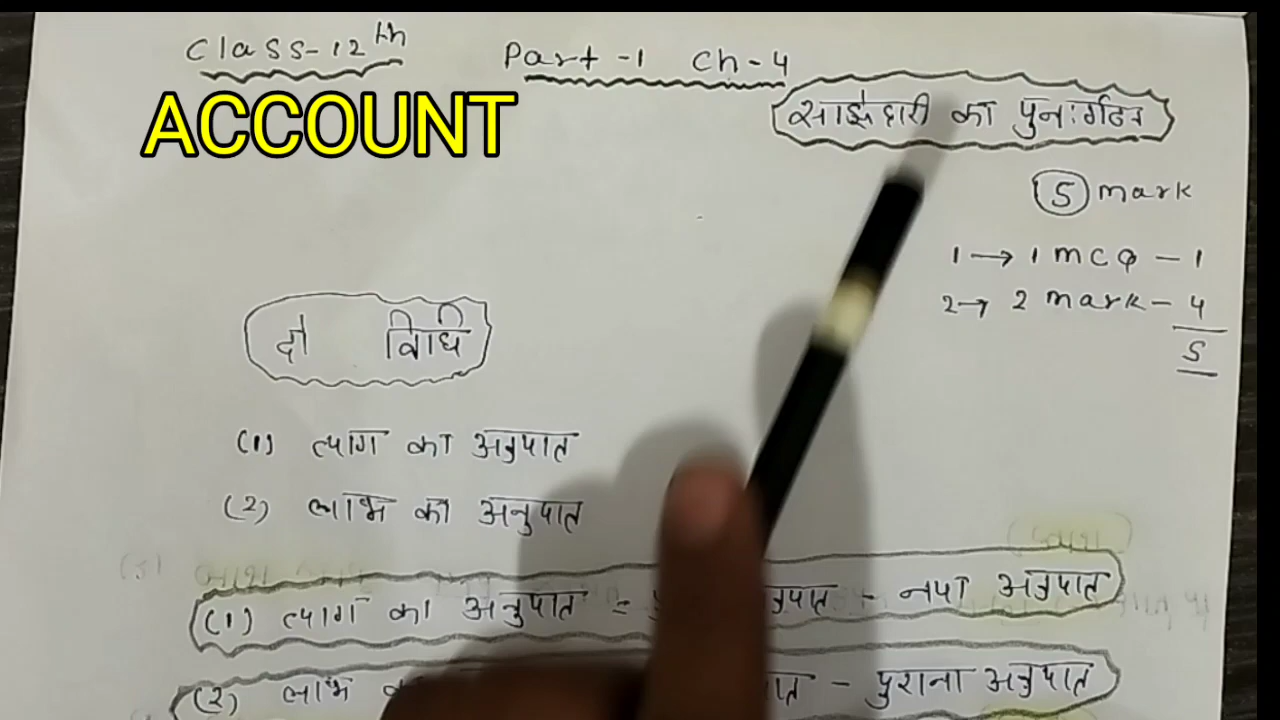 Class-12th Part-1 Ch-4
ACCOUNT
साझेदारी का पुनःर्गठन
5 mark
1 → 1 MCQ - 1
2 → 2 mark - 4
5
दो विधि
(1) त्याग का अनुपात
(2) लाभ का अनुपात
(1) त्याग का अनुपात = - नया अनुपात
(2) लाभ - पुराना अनुपात